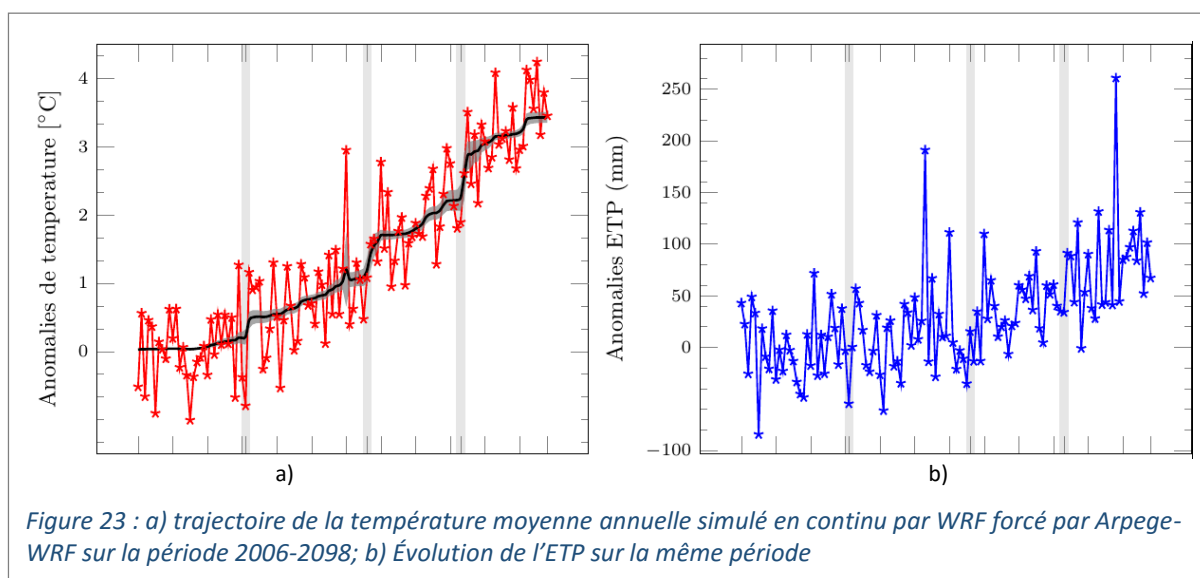 Anomalies de temperature [°C]
4
3
2
1
0
a)
Anomalies ETP (mm)
250
200
150
100
50
0
−100
b)
Figure 23 : a) trajectoire de la température moyenne annuelle simulé en continu par WRF forcé par Arpege-
WRF sur la période 2006-2098; b) Évolution de l’ETP sur la même période